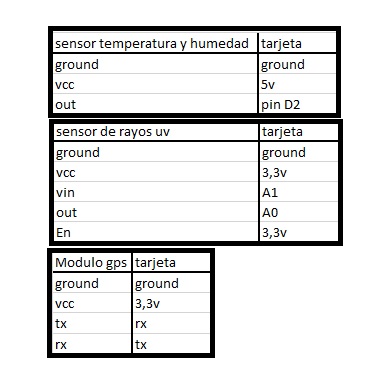 sensor temperatura y humedad tarjeta
ground ground
vcc 5v
out pin D2
sensor de rayos uv tarjeta
ground ground
vcc 3,3v
vin A1
out A0
En 3,3v
Modulo gps tarjeta
ground ground
vcc 3,3v
tx rx
rx tx